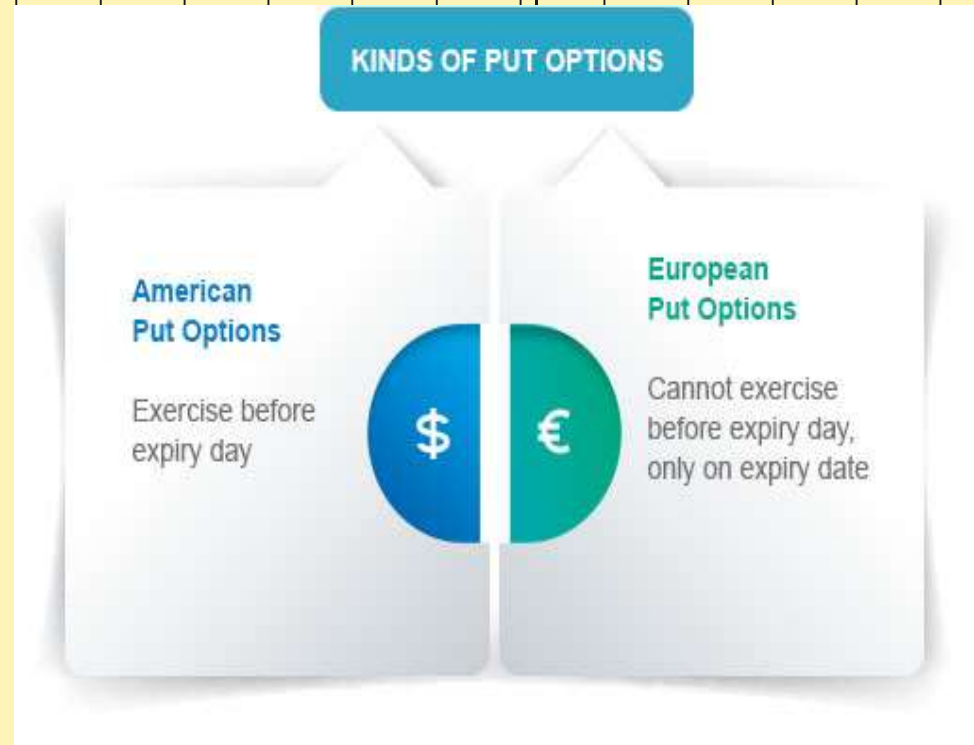 KINDS OF PUT OPTIONS
American
Put Options
Exercise before
expiry day
$
European
Put Options
Cannot exercise
before expiry day,
only on expiry date
€